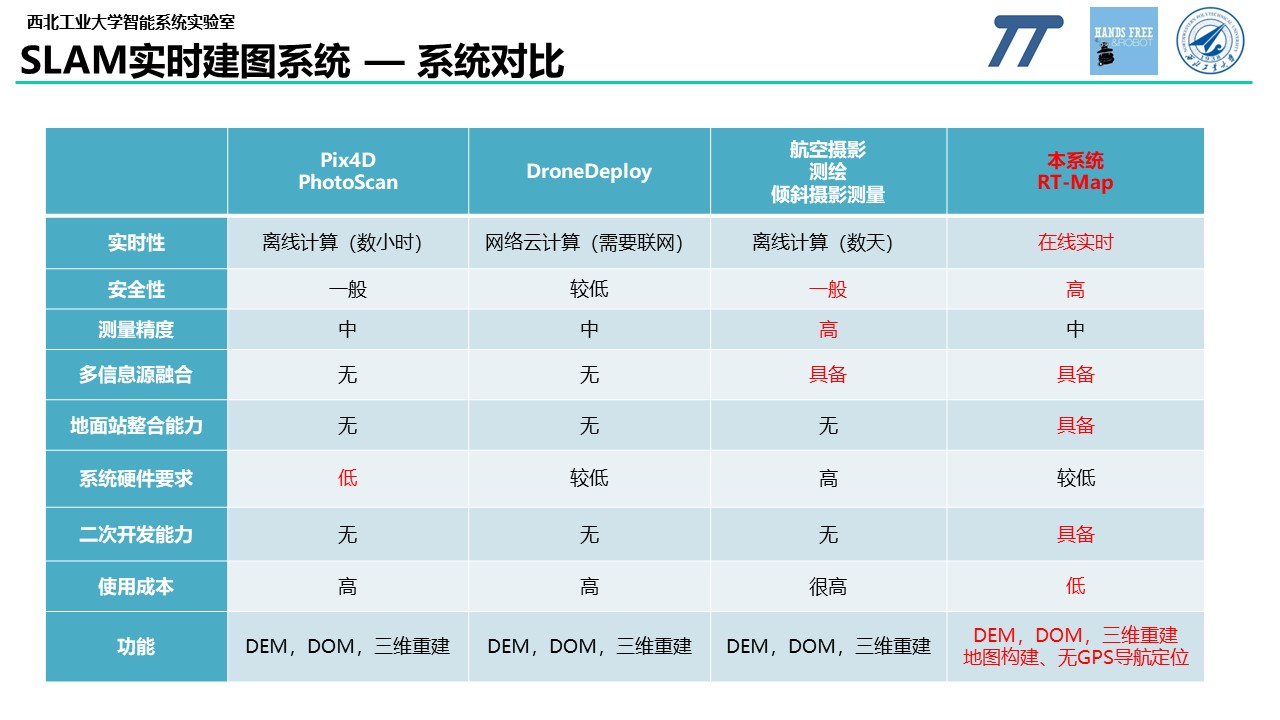 西北工业大学智能系统实验室
SLAM实时建图系统 — 系统对比
HANDS FREE
&ROBOT
Pix4D
PhotoScan
DroneDeploy
航空摄影
测绘
倾斜摄影测量
本系统
RT-Map
实时性 离线计算（数小时） 网络云计算（需要联网） 离线计算（数天） 在线实时
安全性 一般 较低 一般 高
测量精度 中 中 高 中
多信息源融合 无 无 具备 具备
地面站整合能力 无 无 无 具备
系统硬件要求 低 较低 高 较低
二次开发能力 无 无 无 具备
使用成本 高 高 很高 低
功能 DEM，DOM，三维重建 DEM，DOM，三维重建 DEM，DOM，三维重建 DEM，DOM，三维重建
地图构建、无GPS导航定位